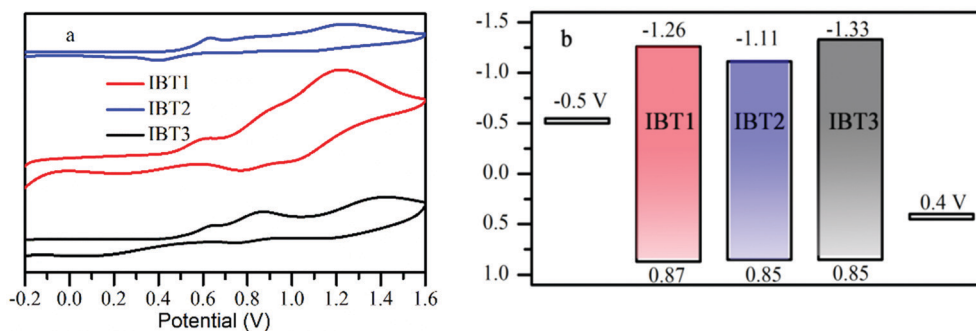 a
IBT1
IBT2
IBT3
-0.2 0.0 0.2 0.4 0.6 0.8 1.0 1.2 1.4 1.6
Potential (V)
b
-1.5
-1.0
-0.5
0.0
0.5
1.0
-1.26 -1.11 -1.33
-0.5 V
IBT1 IBT2 IBT3
0.4 V
0.87 0.85 0.85